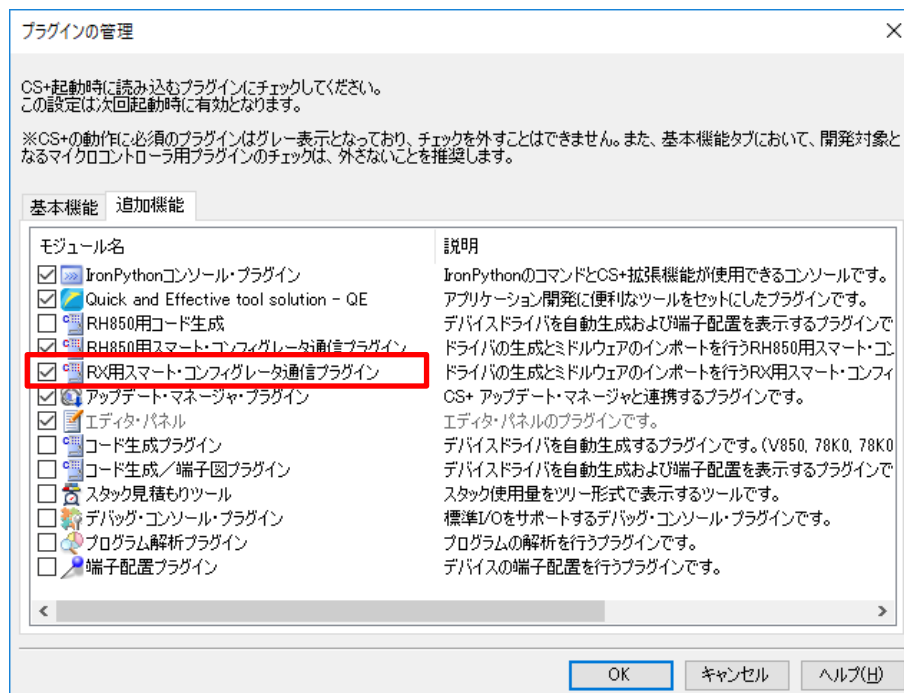 プラグインの管理
CS+起動時に読み込むプラグインにチェックしてください。
この設定は次回起動時に有効となります。
※CS+の動作に必須のプラグインはグレー表示となっており、チェックを外すことはできません。また、基本機能タブにおいて、開発対象と
なるマイクロコントローラ用プラグインのチェックは、外さないことを推奨します。
基本機能 追加機能
モジュール名 説明
IronPythonコンソール・プラグイン IronPythonのコマンドとCS+拡張機能が使用できるコンソールです。
Quick and Effective tool solution - QE アプリケーション開発に便利なツールをセットにしたプラグインです。
RH850用コード生成 デバイスドライバを自動生成および端子配置を表示するプラグインで
RH850用スマート・コンフィグレータ通信プラグイン ドライバの生成とミドルウェアのインポートを行うRH850用スマート・コン
RX用スマート・コンフィグレータ通信プラグイン ドライバの生成とミドルウェアのインポートを行うRX用スマート・コンフィ
アップデート・マネージャ・プラグイン CS+ アップデート・マネージャと連携するプラグインです。
エディタ・パネル エディタ・パネルのプラグインです。
コード生成プラグイン デバイスドライバを自動生成するプラグインです。(V850, 78K0, 78K0
コード生成/端子図プラグイン デバイスドライバを自動生成および端子配置を表示するプラグインで
スタック見積もりツール スタック使用量をツリー形式で表示するツールです。
デバッグ・コンソール・プラグイン 標準I/Oをサポートするデバッグ・コンソール・プラグインです。
プログラム解析プラグイン プログラムの解析を行うプラグインです。
端子配置プラグイン デバイスの端子配置を行うプラグインです。
OK キャンセル ヘルプ(H)